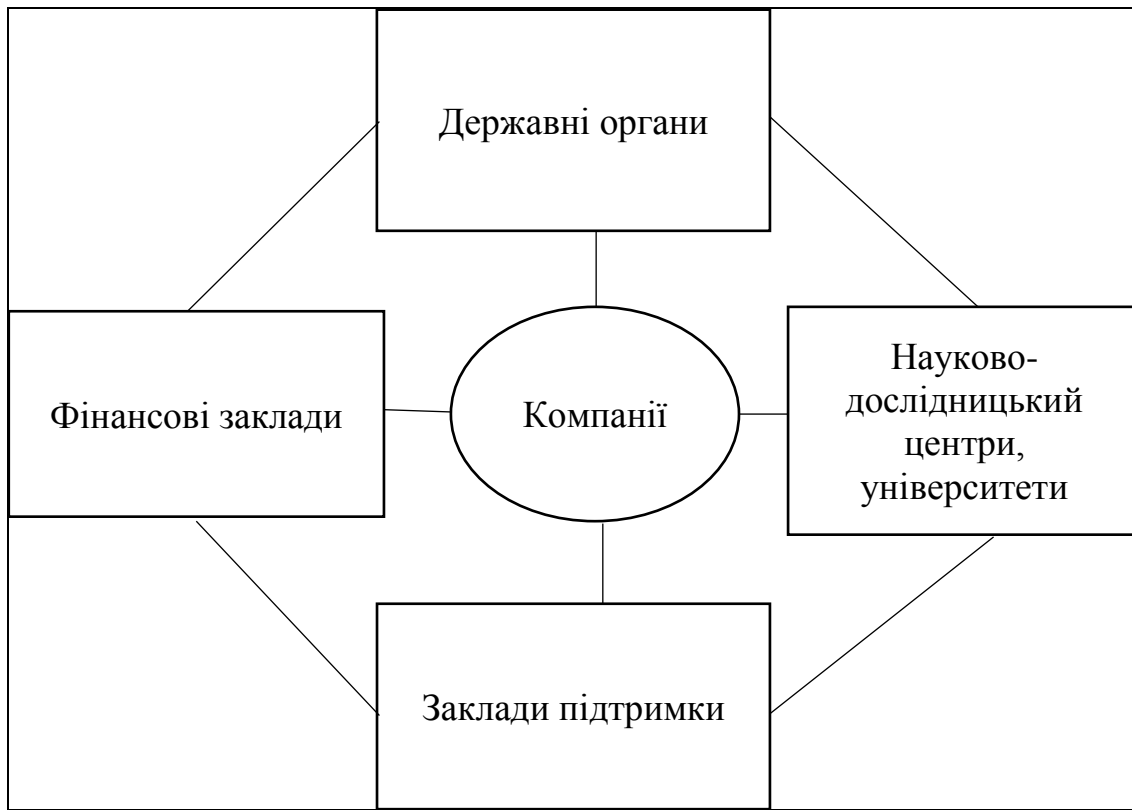 Державні органи
Фінансові заклади
Компанії
Науково-
дослідницький
центри,
університети
Заклади підтримки